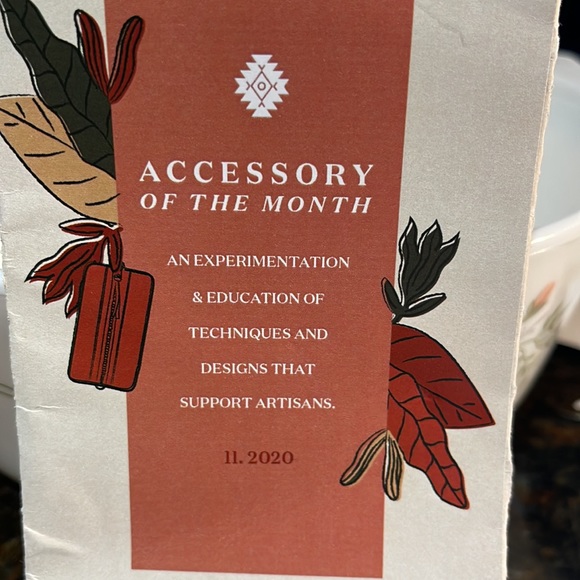 ACCESSORY
OF THE MONTH
AN EXPERIMENTATION
& EDUCATION OF
TECHNIQUES AND
DESIGNS THAT
SUPPORT ARTISANS.
11. 2020